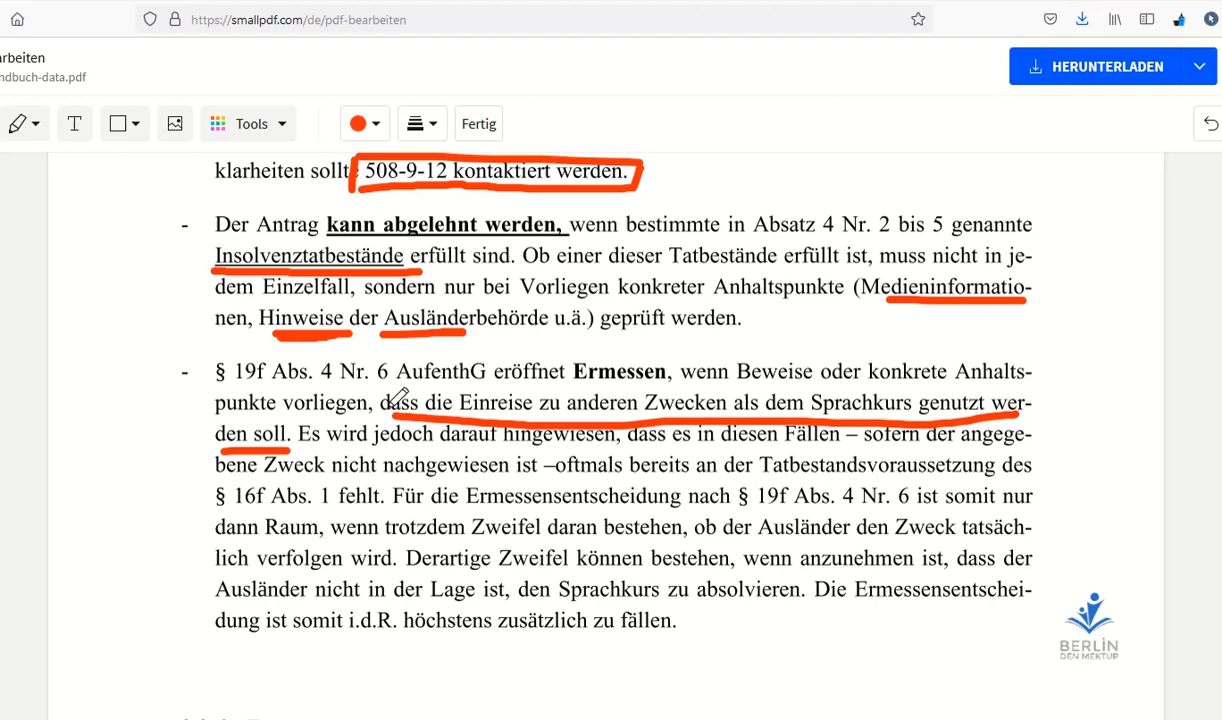 https://smallpdf.com/de/pdf-bearbeiten
rbeiten
ndbuch-data.pdf
HERUNTERLADEN
T
Tools
Fertig
klarheiten sollte 508-9-12 kontaktiert werden.
- Der Antrag kann abgelehnt werden, wenn bestimmte in Absatz 4 Nr. 2 bis 5 genannte
Insolvenztatbestände erfüllt sind. Ob einer dieser Tatbestände erfüllt ist, muss nicht in je-
dem Einzelfall, sondern nur bei Vorliegen konkreter Anhaltspunkte (Medieninformatio-
nen, Hinweise der Ausländerbehörde u.ä.) geprüft werden.
- § 19f Abs. 4 Nr. 6 AufenthG eröffnet Ermessen, wenn Beweise oder konkrete Anhalts-
punkte vorliegen, dass die Einreise zu anderen Zwecken als dem Sprachkurs genutzt wer-
den soll. Es wird jedoch darauf hingewiesen, dass es in diesen Fällen – sofern der angege-
bene Zweck nicht nachgewiesen ist –oftmals bereits an der Tatbestandsvoraussetzung des
§ 16f Abs. 1 fehlt. Für die Ermessensentscheidung nach § 19f Abs. 4 Nr. 6 ist somit nur
dann Raum, wenn trotzdem Zweifel daran bestehen, ob der Ausländer den Zweck tatsäch-
lich verfolgen wird. Derartige Zweifel können bestehen, wenn anzunehmen ist, dass der
Ausländer nicht in der Lage ist, den Sprachkurs zu absolvieren. Die Ermessensentschei-
dung ist somit i.d.R. höchstens zusätzlich zu fällen.
BERLİN
DEN MEKTUP